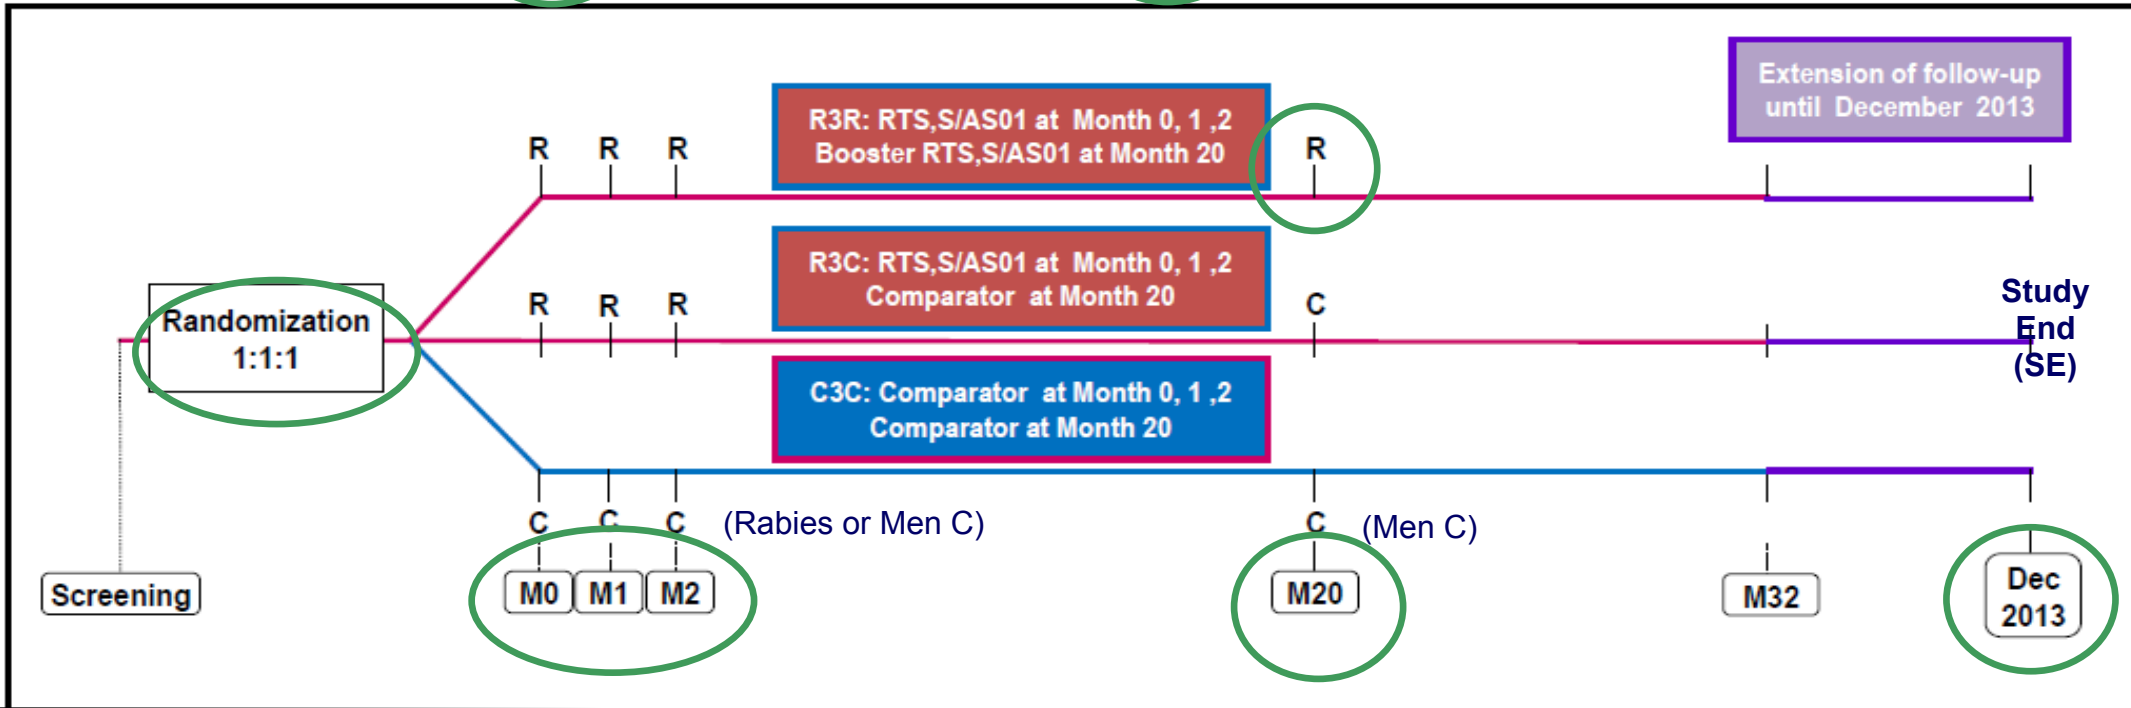 Extension of follow-up
until December 2013
R3R: RTS,S/AS01 at Month 0, 1 ,2
Booster RTS,S/AS01 at Month 20
R R R
R
R3C: RTS,S/AS01 at Month 0, 1 ,2
Comparator at Month 20
R R R
C
Study
End
(SE)
Randomization
1:1:1
C3C: Comparator at Month 0, 1 ,2
Comparator at Month 20
C C C (Rabies or Men C)
C (Men C)
Screening
M0 M1 M2
M20
M32
Dec
2013